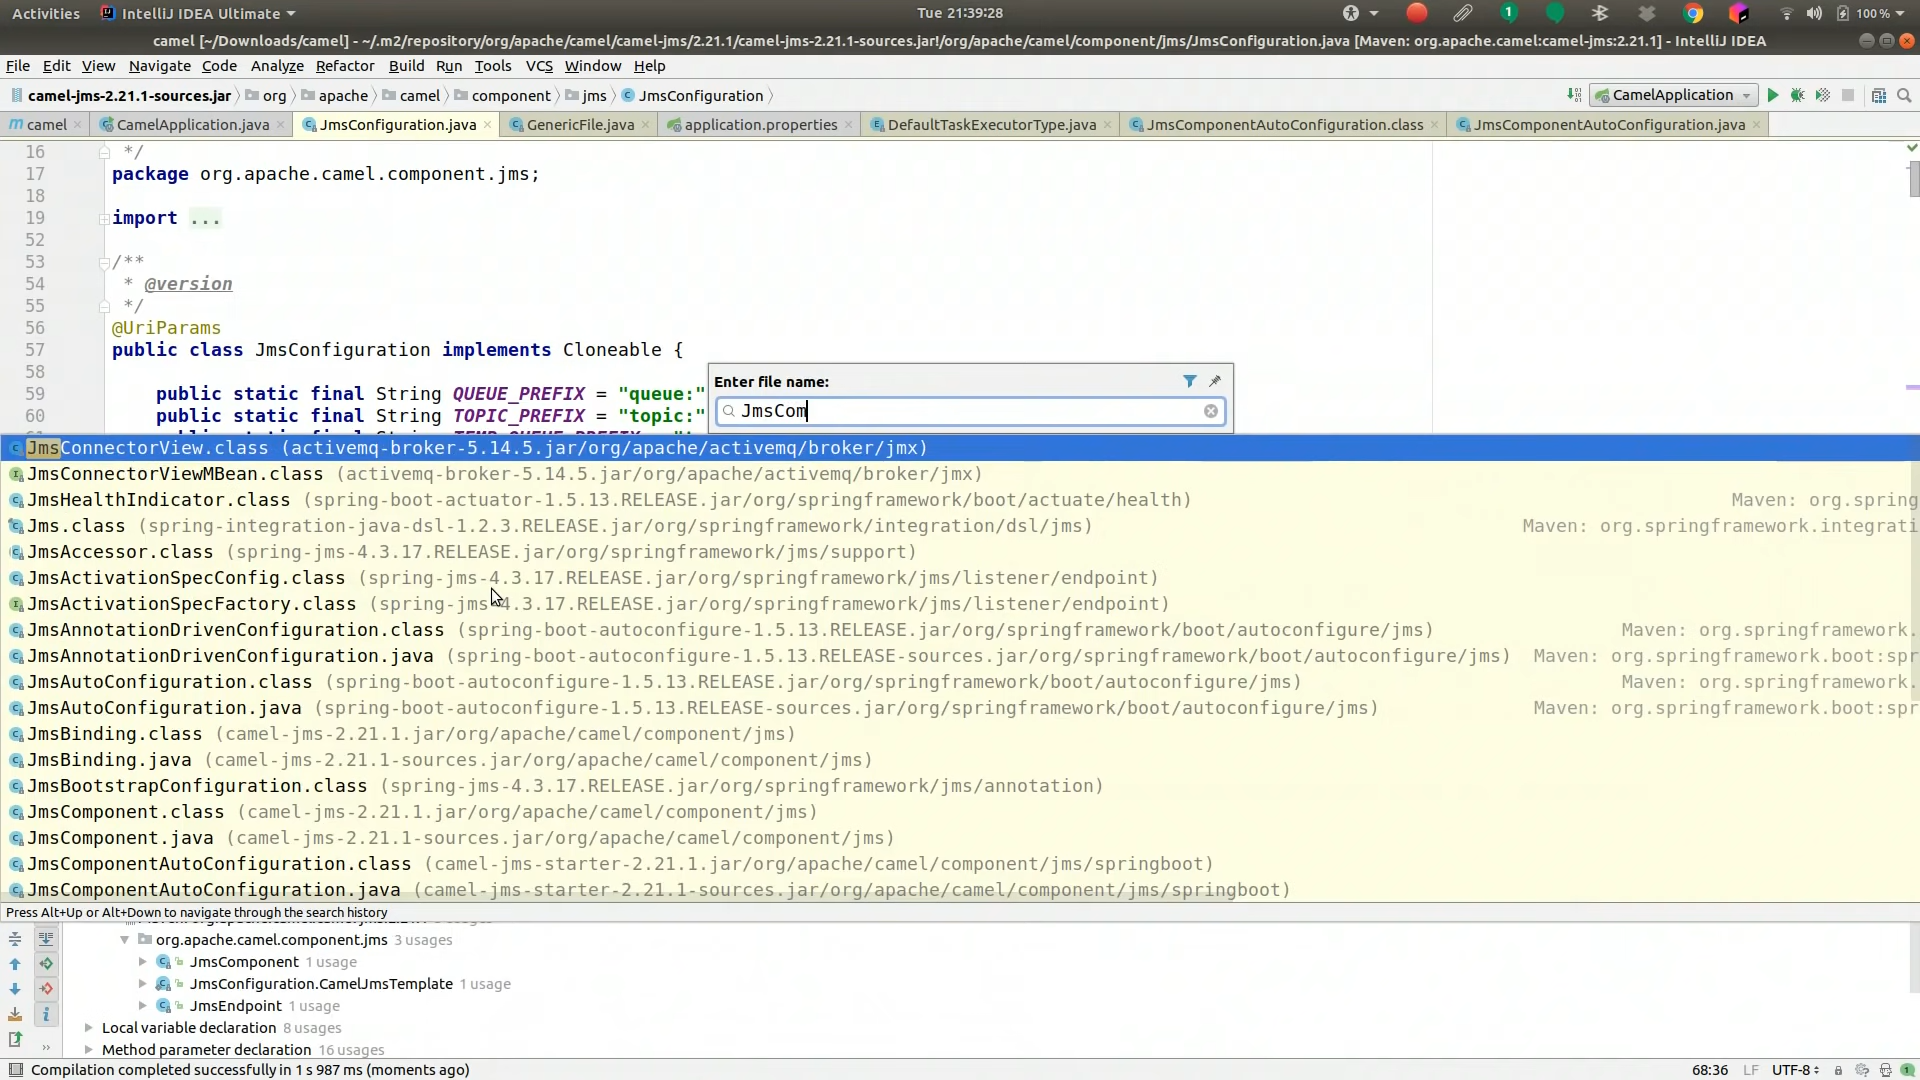 Activities IntelliJ IDEA Ultimate Tue 21:39:28 1 100 %
camel [~/Downloads/camel] - ~/.m2/repository/org/apache/camel/camel-jms/2.21.1/camel-jms-2.21.1-sources.jar!/org/apache/camel/component/jms/JmsConfiguration.java [Maven: org.apache.camel:camel-jms:2.21.1] - IntelliJ IDEA
File Edit View Navigate Code Analyze Refactor Build Run Tools VCS Window Help
camel-jms-2.21.1-sources.jar org apache camel component jms JmsConfiguration CamelApplication
camel CamelApplication.java JmsConfiguration.java GenericFile.java application.properties DefaultTaskExecutorType.java JmsComponentAutoConfiguration.class JmsComponentAutoConfiguration.java
16 */
17 package org.apache.camel.component.jms;
18
19 import ...
52
53 /**
54 * @version
55 */
56 @UriParams
57 public class JmsConfiguration implements Cloneable {
58
59 public static final String QUEUE_PREFIX = "queue:"
60 public static final String TOPIC_PREFIX = "topic:"
Enter file name:
JmsCom
JmsConnectorView.class (activemq-broker-5.14.5.jar/org/apache/activemq/broker/jmx)
JmsConnectorViewMBean.class (activemq-broker-5.14.5.jar/org/apache/activemq/broker/jmx)
JmsHealthIndicator.class (spring-boot-actuator-1.5.13.RELEASE.jar/org/springframework/boot/actuate/health) Maven: org.spring
Jms.class (spring-integration-java-dsl-1.2.3.RELEASE.jar/org/springframework/integration/dsl/jms) Maven: org.springframework.integrati
JmsAccessor.class (spring-jms-4.3.17.RELEASE.jar/org/springframework/jms/support)
JmsActivationSpecConfig.class (spring-jms-4.3.17.RELEASE.jar/org/springframework/jms/listener/endpoint)
JmsActivationSpecFactory.class (spring-jms-4.3.17.RELEASE.jar/org/springframework/jms/listener/endpoint)
JmsAnnotationDrivenConfiguration.class (spring-boot-autoconfigure-1.5.13.RELEASE.jar/org/springframework/boot/autoconfigure/jms) Maven: org.springframework.
JmsAnnotationDrivenConfiguration.java (spring-boot-autoconfigure-1.5.13.RELEASE-sources.jar/org/springframework/boot/autoconfigure/jms) Maven: org.springframework.boot:spr
JmsAutoConfiguration.class (spring-boot-autoconfigure-1.5.13.RELEASE.jar/org/springframework/boot/autoconfigure/jms) Maven: org.springframework.
JmsAutoConfiguration.java (spring-boot-autoconfigure-1.5.13.RELEASE-sources.jar/org/springframework/boot/autoconfigure/jms) Maven: org.springframework.boot:spr
JmsBinding.class (camel-jms-2.21.1.jar/org/apache/camel/component/jms)
JmsBinding.java (camel-jms-2.21.1-sources.jar/org/apache/camel/component/jms)
JmsBootstrapConfiguration.class (spring-jms-4.3.17.RELEASE.jar/org/springframework/jms/annotation)
JmsComponent.class (camel-jms-2.21.1.jar/org/apache/camel/component/jms)
JmsComponent.java (camel-jms-2.21.1-sources.jar/org/apache/camel/component/jms)
JmsComponentAutoConfiguration.class (camel-jms-starter-2.21.1.jar/org/apache/camel/component/jms/springboot)
JmsComponentAutoConfiguration.java (camel-jms-starter-2.21.1-sources.jar/org/apache/camel/component/jms/springboot)
Press Alt+Up or Alt+Down to navigate through the search history
org.apache.camel.component.jms 3 usages
JmsComponent 1 usage
JmsConfiguration.CamelJmsTemplate 1 usage
JmsEndpoint 1 usage
Local variable declaration 8 usages
Method parameter declaration 16 usages
Compilation completed successfully in 1 s 987 ms (moments ago) 68:36 LF UTF-8 1